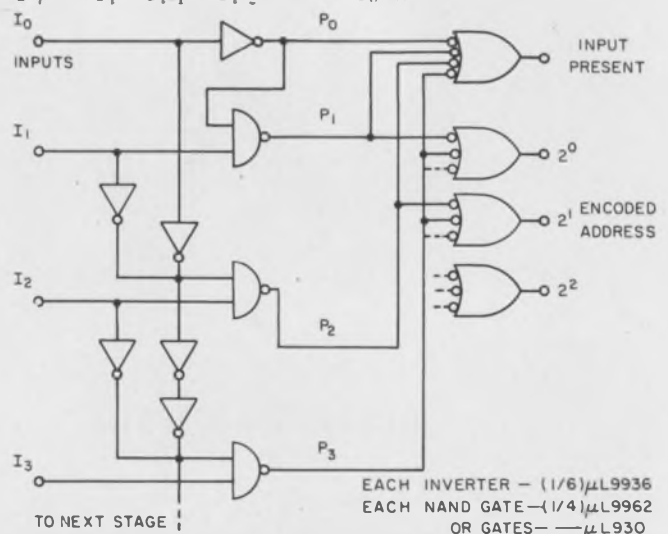 I0
P0
INPUT
PRESENT
INPUTS
I1
P1
2^0
2^1 ENCODED
ADDRESS
I2
P2
2^2
I3
P3
EACH INVERTER – (1/6)µL9936
EACH NAND GATE–(1/4)µL9962
OR GATES– —µL930
TO NEXT STAGE